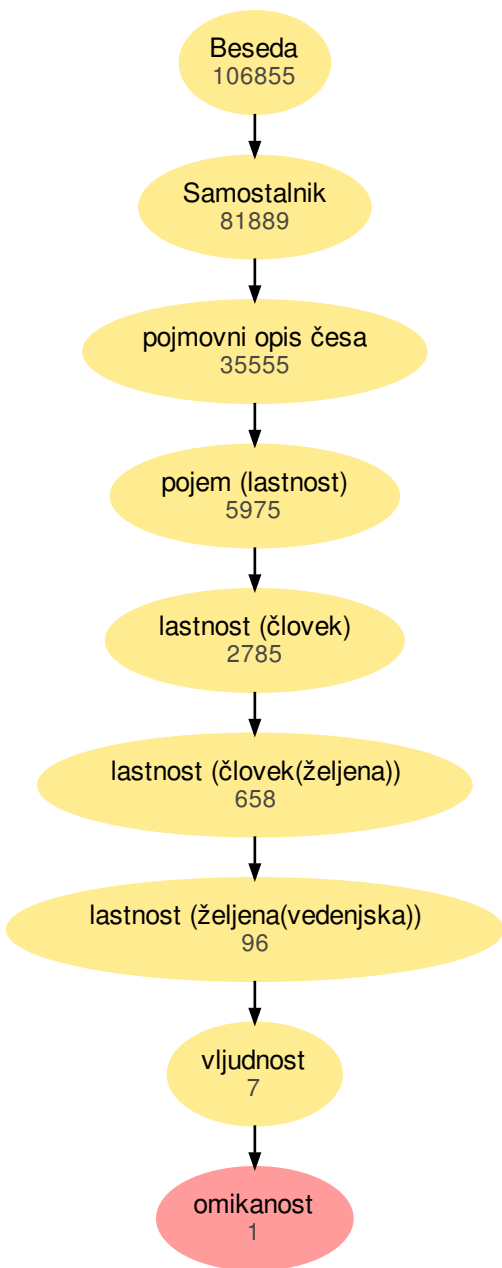 Beseda
106855
Samostalnik
81889
pojmovni opis česa
35555
pojem (lastnost)
5975
lastnost (človek)
2785
lastnost (človek(željena))
658
lastnost (željena(vedenjska))
96
vljudnost
7
omikanost
1